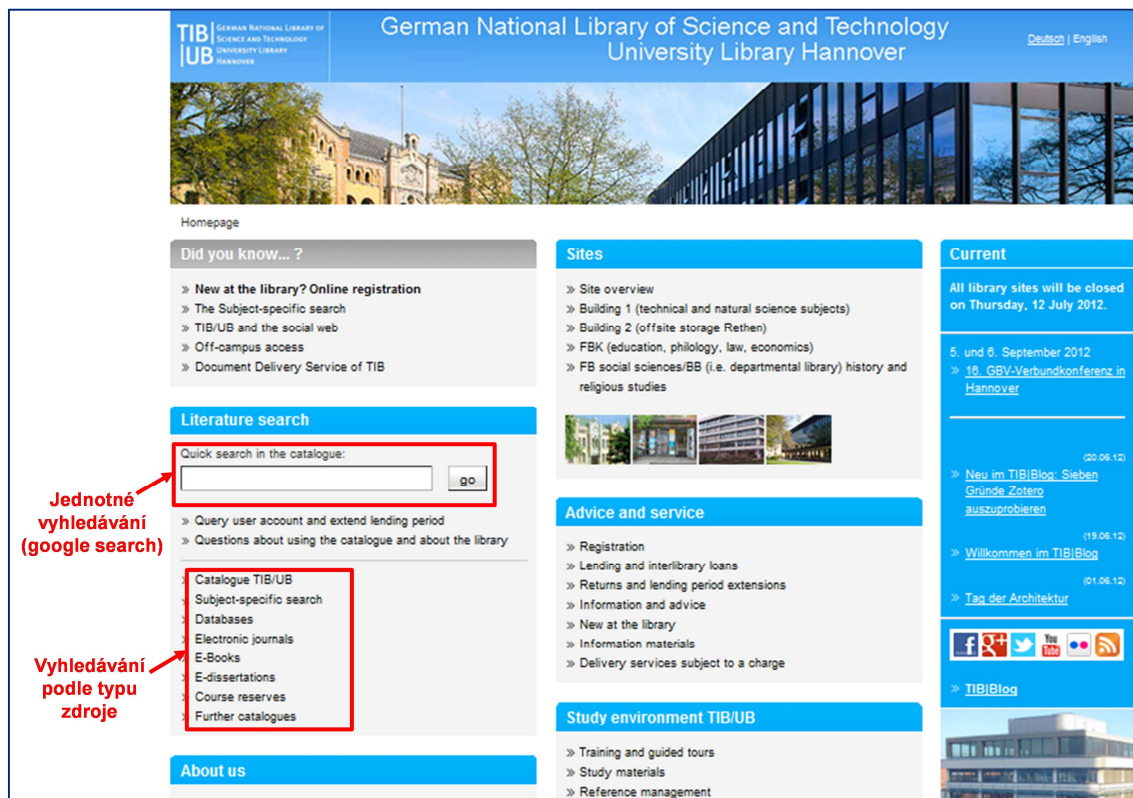 TIB
UB
GERMAN NATIONAL LIBRARY OF
SCIENCE AND TECHNOLOGY
UNIVERSITY LIBRARY
HANNOVER
German National Library of Science and Technology
University Library Hannover
Deutsch | English
Homepage
Did you know... ?
» New at the library? Online registration
» The Subject-specific search
» TIB/UB and the social web
» Off-campus access
» Document Delivery Service of TIB
Literature search
Quick search in the catalogue:
go
» Query user account and extend lending period
» Questions about using the catalogue and about the library
» Catalogue TIB/UB
» Subject-specific search
» Databases
» Electronic journals
» E-Books
» E-dissertations
» Course reserves
» Further catalogues
Jednotné
vyhledávání
(google search)
Vyhledávání
podle typu
zdroje
About us
Sites
» Site overview
» Building 1 (technical and natural science subjects)
» Building 2 (offsite storage Rethen)
» FBK (education, philology, law, economics)
» FB social sciences/BB (i.e. departmental library) history and
religious studies
Advice and service
» Registration
» Lending and interlibrary loans
» Returns and lending period extensions
» Information and advice
» New at the library
» Information materials
» Delivery services subject to a charge
Study environment TIB/UB
» Training and guided tours
» Study materials
» Reference management
Current
All library sites will be closed
on Thursday, 12 July 2012.
5. und 6. September 2012
» 16. GBV-Verbundkonferenz in
Hannover
(20.06.12)
» Neu im TIB|Blog: Sieben
Gründe Zotero
auszuprobieren
(19.06.12)
» Willkommen im TIB|Blog
(01.06.12)
» Tag der Architektur
f g+ You Tube
» TIB|Blog